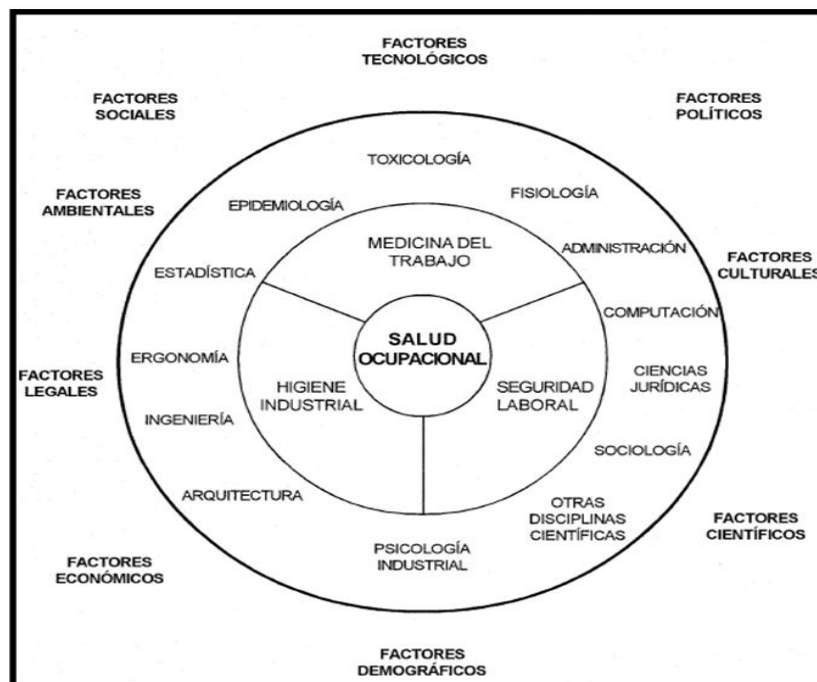 FACTORES
TECNOLÓGICOS
FACTORES
SOCIALES
FACTORES
POLÍTICOS
TOXICOLOGÍA
FISIOLOGÍA
FACTORES
AMBIENTALES
EPIDEMIOLOGÍA
MEDICINA DEL
TRABAJO
ADMINISTRACIÓN
FACTORES
CULTURALES
ESTADÍSTICA
COMPUTACIÓN
SALUD
OCUPACIONAL
ERGONOMÍA
FACTORES
LEGALES
HIGIENE
INDUSTRIAL
SEGURIDAD
LABORAL
CIENCIAS
JURÍDICAS
INGENIERÍA
SOCIOLOGÍA
ARQUITECTURA
OTRAS
DISCIPLINAS
CIENTÍFICAS
FACTORES
CIENTÍFICOS
PSICOLOGÍA
INDUSTRIAL
FACTORES
ECONÓMICOS
FACTORES
DEMOGRÁFICOS